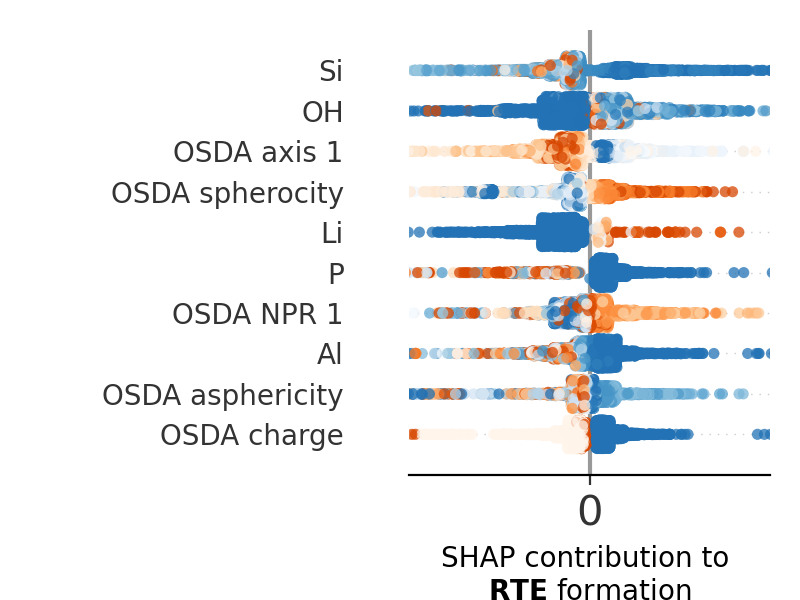 Si
OH
OSDA axis 1
OSDA spherocity
Li
P
OSDA NPR 1
Al
OSDA asphericity
OSDA charge
0
SHAP contribution to
RTE formation